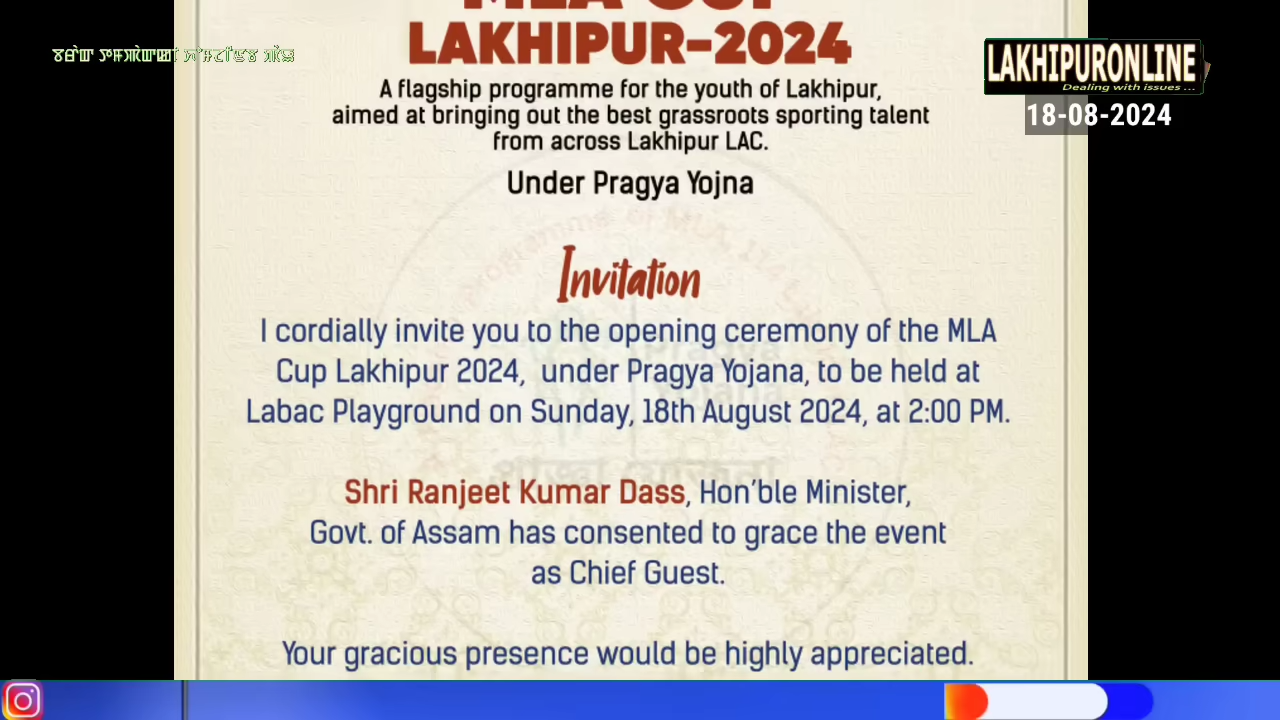 MLA CUP
LAKHIPUR-2024
A flagship programme for the youth of Lakhipur,
aimed at bringing out the best grassroots sporting talent
from across Lakhipur LAC.
Under Pragya Yojna
Invitation
I cordially invite you to the opening ceremony of the MLA
Cup Lakhipur 2024, under Pragya Yojana, to be held at
Labac Playground on Sunday, 18th August 2024, at 2:00 PM.
Shri Ranjeet Kumar Dass, Hon'ble Minister,
Govt. of Assam has consented to grace the event
as Chief Guest.
Your gracious presence would be highly appreciated.
LAKHIPURONLINE
Dealing with issues ...
18-08-2024